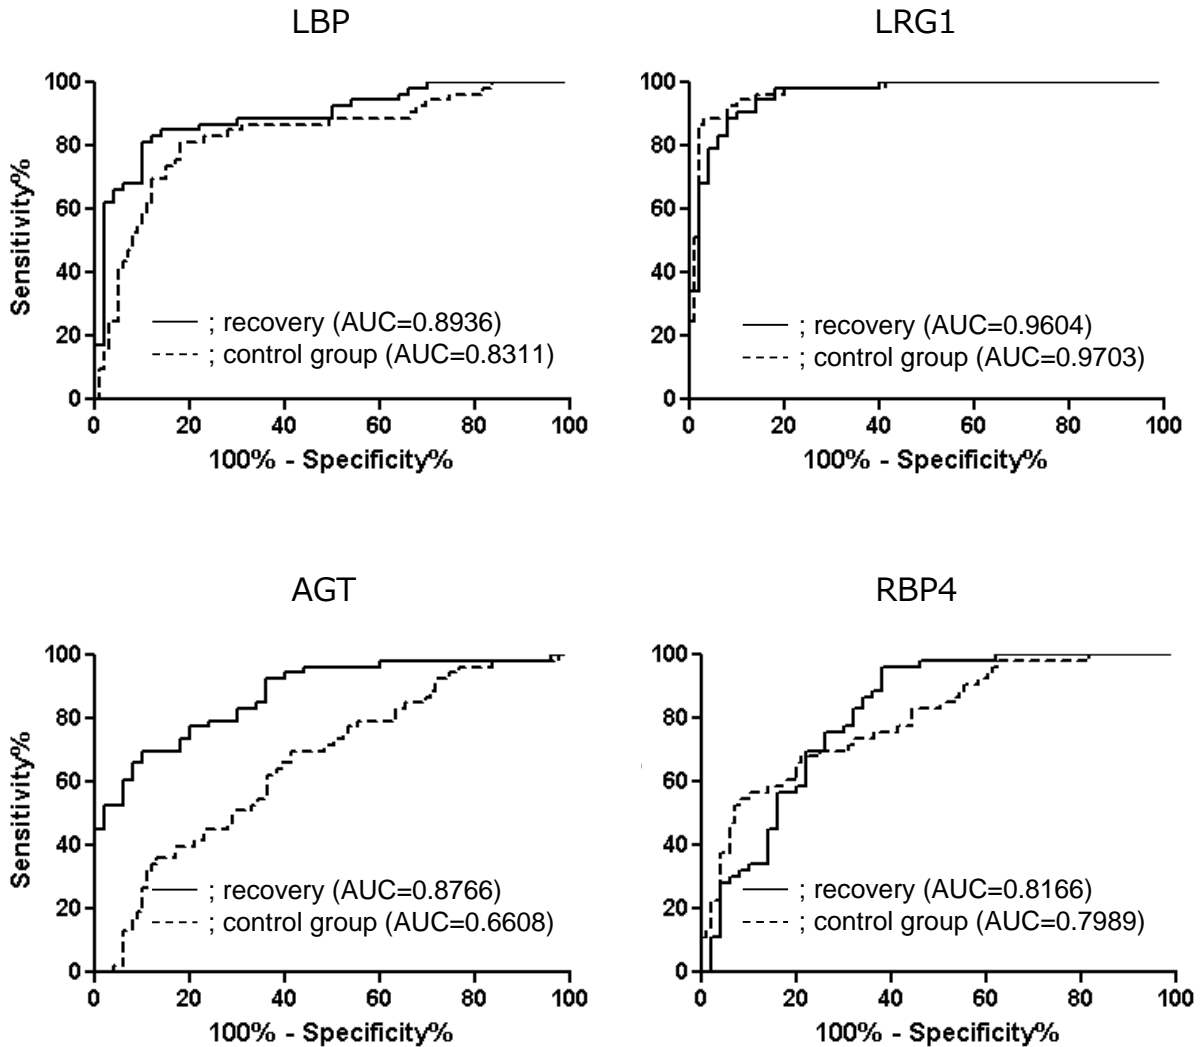 LBP
Sensitivity%
100
80
60
40
20
0
; recovery (AUC=0.8936)
; control group (AUC=0.8311)
0 20 40 60 80 100
100% - Specificity%
LRG1
100
80
60
40
20
0
; recovery (AUC=0.9604)
; control group (AUC=0.9703)
0 20 40 60 80 100
100% - Specificity%
AGT
Sensitivity%
100
80
60
40
20
0
; recovery (AUC=0.8766)
; control group (AUC=0.6608)
0 20 40 60 80 100
100% - Specificity%
RBP4
100
80
60
40
20
0
; recovery (AUC=0.8166)
; control group (AUC=0.7989)
0 20 40 60 80 100
100% - Specificity%